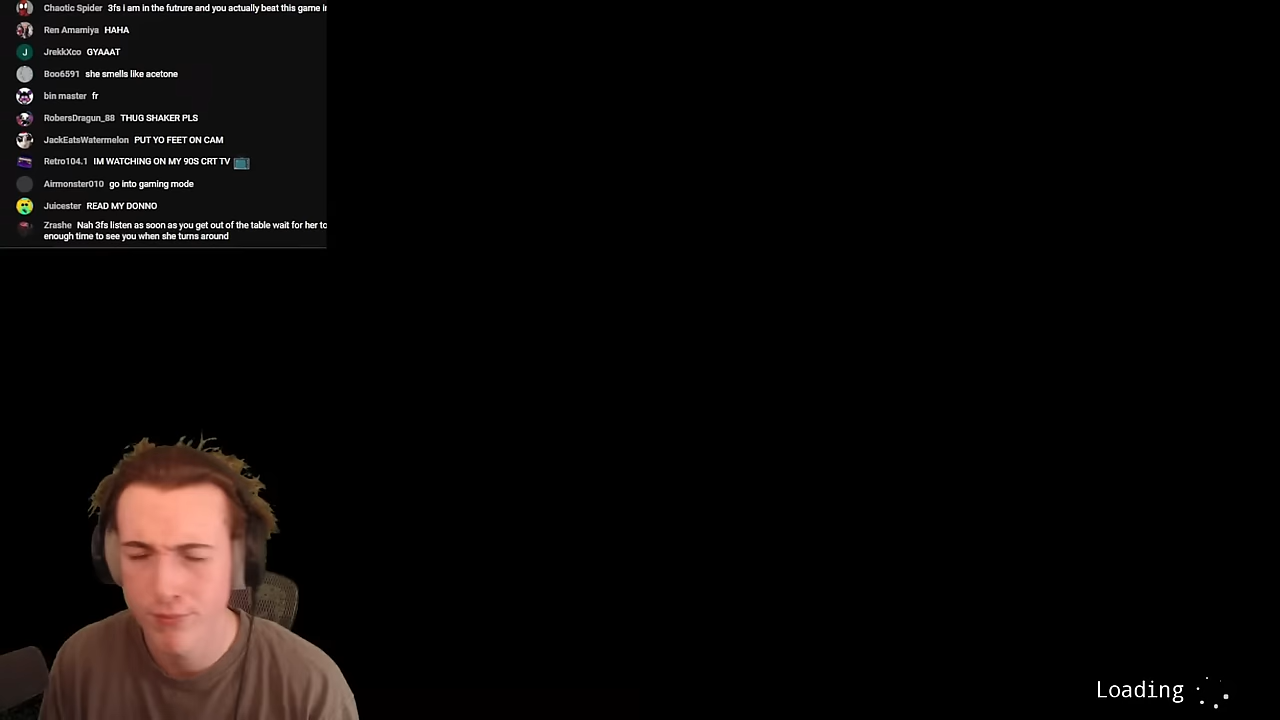 Chaotic Spider 3fs i am in the futrure and you actually beat this game
Ren Amamiya HAHA
J JrekkXco GYAAAT
Boo6591 she smells like acetone
bin master fr
RobersDragun_88 THUG SHAKER PLS
JackEatsWatermelon PUT YO FEET ON CAM
Retro104.1 IM WATCHING ON MY 90S CRT TV 📺
Airmonster010 go into gaming mode
Juicester READ MY DONNO
Zrashe Nah 3fs listen as soon as you get out of the table wait for her to
enough time to see you when she turns around
Loading